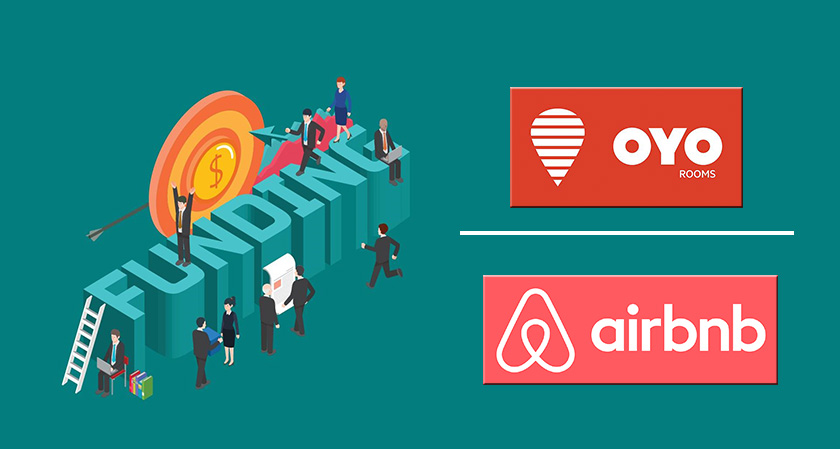 FUNDING
$
OYO
ROOMS
airbnb